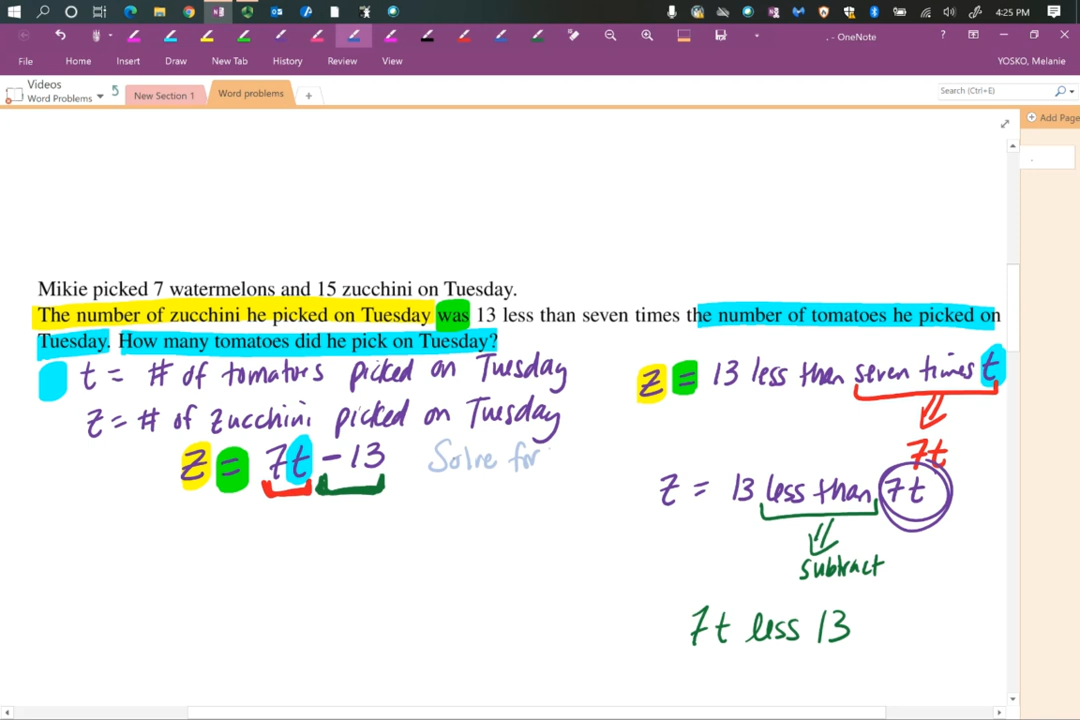 4:25 PM
. - OneNote
File Home Insert Draw New Tab History Review View
YOSKO, Melanie
Videos
Word Problems
New Section 1
Word problems
Search (Ctrl+E)
Add Page
Mikie picked 7 watermelons and 15 zucchini on Tuesday.
The number of zucchini he picked on Tuesday was 13 less than seven times the number of tomatoes he picked on
Tuesday. How many tomatoes did he pick on Tuesday?
t = # of tomatoes picked on Tuesday
z = # of zucchini picked on Tuesday
z = 7t - 13 Solve for
z = 13 less than seven times t
7t
z = 13 less than 7t
subtract
7t less 13